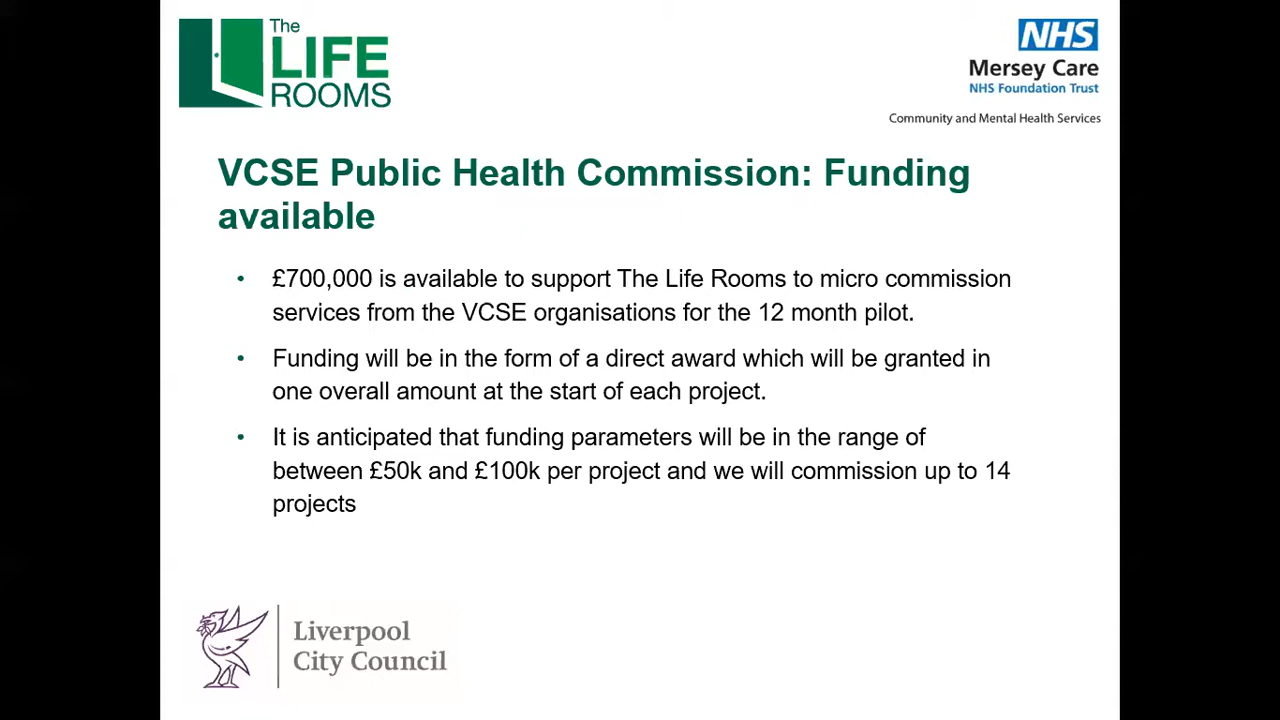 The
LIFE
ROOMS
NHS
Mersey Care
NHS Foundation Trust
Community and Mental Health Services
VCSE Public Health Commission: Funding
available
• £700,000 is available to support The Life Rooms to micro commission
services from the VCSE organisations for the 12 month pilot.
• Funding will be in the form of a direct award which will be granted in
one overall amount at the start of each project.
• It is anticipated that funding parameters will be in the range of
between £50k and £100k per project and we will commission up to 14
projects
Liverpool
City Council